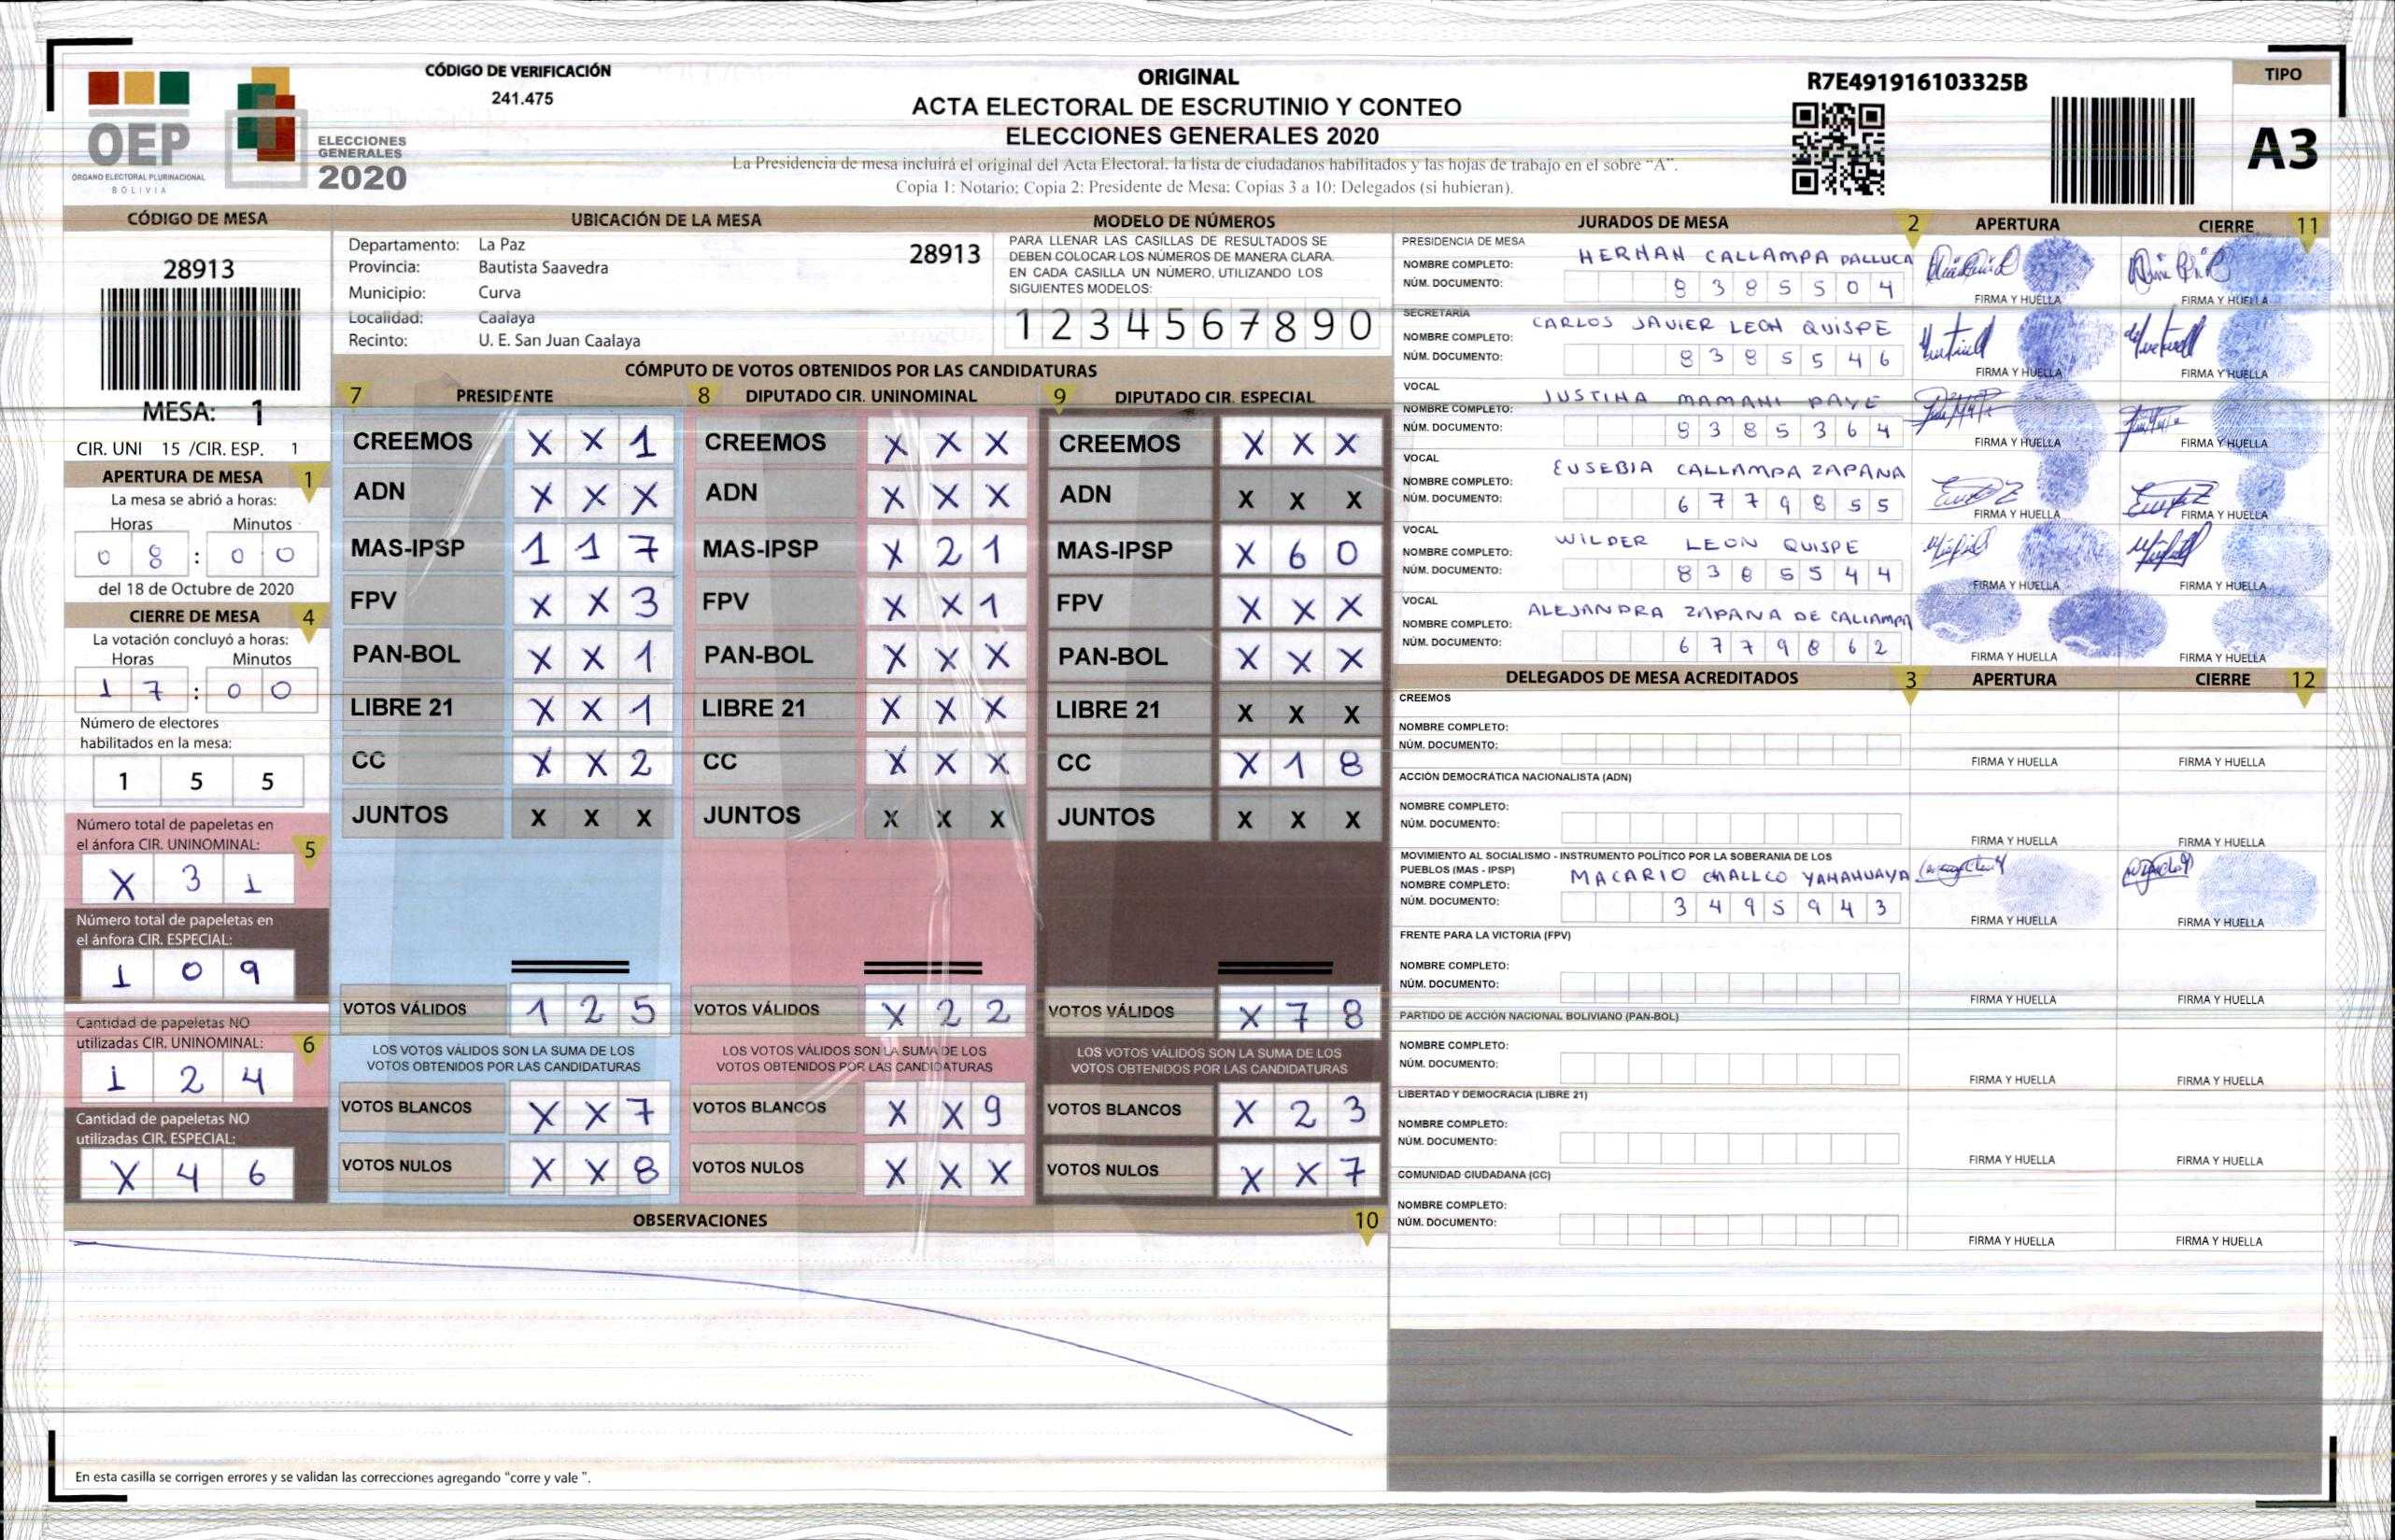 CÓDIGO DE VERIFICACIÓN
241.475
OEP
ÓRGANO ELECTORAL PLURINACIONAL
BOLIVIA
ELECCIONES
GENERALES
2020
ORIGINAL
ACTA ELECTORAL DE ESCRUTINIO Y CONTEO
ELECCIONES GENERALES 2020
La Presidencia de mesa incluirá el original del Acta Electoral, la lista de ciudadanos habilitados y las hojas de trabajo en el sobre “A”.
Copia 1: Notario; Copia 2: Presidente de Mesa; Copias 3 a 10: Delegados (si hubieran).
R7E491916103325B
TIPO
A3
CÓDIGO DE MESA
28913
MESA: 1
CIR. UNI 15 /CIR. ESP. 1
APERTURA DE MESA 1
La mesa se abrió a horas:
Horas Minutos
0 8 : 0 0
del 18 de Octubre de 2020
CIERRE DE MESA 4
La votación concluyó a horas:
Horas Minutos
1 7 : 0 0
Número de electores
habilitados en la mesa:
1 5 5
Número total de papeletas en
el ánfora CIR. UNINOMINAL: 5
X 3 1
Número total de papeletas en
el ánfora CIR. ESPECIAL:
1 0 9
Cantidad de papeletas NO
utilizadas CIR. UNINOMINAL: 6
1 2 4
Cantidad de papeletas NO
utilizadas CIR. ESPECIAL:
X 4 6
UBICACIÓN DE LA MESA
Departamento: La Paz 28913
Provincia: Bautista Saavedra
Municipio: Curva
Localidad: Caalaya
Recinto: U. E. San Juan Caalaya
MODELO DE NÚMEROS
PARA LLENAR LAS CASILLAS DE RESULTADOS SE
DEBEN COLOCAR LOS NÚMEROS DE MANERA CLARA.
EN CADA CASILLA UN NÚMERO, UTILIZANDO LOS
SIGUIENTES MODELOS:
1 2 3 4 5 6 7 8 9 0
CÓMPUTO DE VOTOS OBTENIDOS POR LAS CANDIDATURAS
7 PRESIDENTE
CREEMOS X X 1
ADN X X X
MAS-IPSP 1 1 7
FPV X X 3
PAN-BOL X X 1
LIBRE 21 X X 1
CC X X 2
JUNTOS X X X
VOTOS VÁLIDOS 1 2 5
LOS VOTOS VÁLIDOS SON LA SUMA DE LOS
VOTOS OBTENIDOS POR LAS CANDIDATURAS
VOTOS BLANCOS X X 7
VOTOS NULOS X X 8
8 DIPUTADO CIR. UNINOMINAL
CREEMOS X X X
ADN X X X
MAS-IPSP X 2 1
FPV X X 1
PAN-BOL X X X
LIBRE 21 X X X
CC X X X
JUNTOS X X X
VOTOS VÁLIDOS X 2 2
LOS VOTOS VÁLIDOS SON LA SUMA DE LOS
VOTOS OBTENIDOS POR LAS CANDIDATURAS
VOTOS BLANCOS X X 9
VOTOS NULOS X X X
9 DIPUTADO CIR. ESPECIAL
CREEMOS X X X
ADN X X X
MAS-IPSP X 6 0
FPV X X X
PAN-BOL X X X
LIBRE 21 X X X
CC X 1 8
JUNTOS X X X
VOTOS VÁLIDOS X 7 8
LOS VOTOS VÁLIDOS SON LA SUMA DE LOS
VOTOS OBTENIDOS POR LAS CANDIDATURAS
VOTOS BLANCOS X 2 3
VOTOS NULOS X X 7
OBSERVACIONES 10
En esta casilla se corrigen errores y se validan las correcciones agregando “corre y vale”.
JURADOS DE MESA 2 APERTURA CIERRE 11
PRESIDENCIA DE MESA
NOMBRE COMPLETO: HERNAN CALLAMPA PALLUCA
NÚM. DOCUMENTO: 8 3 8 5 5 0 4
FIRMA Y HUELLA FIRMA Y HUELLA
SECRETARÍA
NOMBRE COMPLETO: CARLOS JAVIER LEON QUISPE
NÚM. DOCUMENTO: 8 3 8 5 5 4 6
FIRMA Y HUELLA FIRMA Y HUELLA
VOCAL
NOMBRE COMPLETO: JUSTINA MAMANI PAYE
NÚM. DOCUMENTO: 8 3 8 5 3 6 4
FIRMA Y HUELLA FIRMA Y HUELLA
VOCAL
NOMBRE COMPLETO: EUSEBIA CALLAMPA ZAPANA
NÚM. DOCUMENTO: 6 7 7 9 8 5 5
FIRMA Y HUELLA FIRMA Y HUELLA
VOCAL
NOMBRE COMPLETO: WILDER LEON QUISPE
NÚM. DOCUMENTO: 8 3 8 5 5 4 4
FIRMA Y HUELLA FIRMA Y HUELLA
VOCAL
NOMBRE COMPLETO: ALEJANDRA ZAPANA DE CALLAMPA
NÚM. DOCUMENTO: 6 7 7 9 8 6 2
FIRMA Y HUELLA FIRMA Y HUELLA
DELEGADOS DE MESA ACREDITADOS 3 APERTURA CIERRE 12
CREEMOS
NOMBRE COMPLETO:
NÚM. DOCUMENTO:
FIRMA Y HUELLA FIRMA Y HUELLA
ACCIÓN DEMOCRÁTICA NACIONALISTA (ADN)
NOMBRE COMPLETO:
NÚM. DOCUMENTO:
FIRMA Y HUELLA FIRMA Y HUELLA
MOVIMIENTO AL SOCIALISMO - INSTRUMENTO POLÍTICO POR LA SOBERANIA DE LOS
PUEBLOS (MAS - IPSP)
NOMBRE COMPLETO: MACARIO CHALLCO YANAHUAYA
NÚM. DOCUMENTO: 3 4 9 5 9 4 3
FIRMA Y HUELLA FIRMA Y HUELLA
FRENTE PARA LA VICTORIA (FPV)
NOMBRE COMPLETO:
NÚM. DOCUMENTO:
FIRMA Y HUELLA FIRMA Y HUELLA
PARTIDO DE ACCIÓN NACIONAL BOLIVIANO (PAN-BOL)
NOMBRE COMPLETO:
NÚM. DOCUMENTO:
FIRMA Y HUELLA FIRMA Y HUELLA
LIBERTAD Y DEMOCRACIA (LIBRE 21)
NOMBRE COMPLETO:
NÚM. DOCUMENTO:
FIRMA Y HUELLA FIRMA Y HUELLA
COMUNIDAD CIUDADANA (CC)
NOMBRE COMPLETO:
NÚM. DOCUMENTO:
FIRMA Y HUELLA FIRMA Y HUELLA